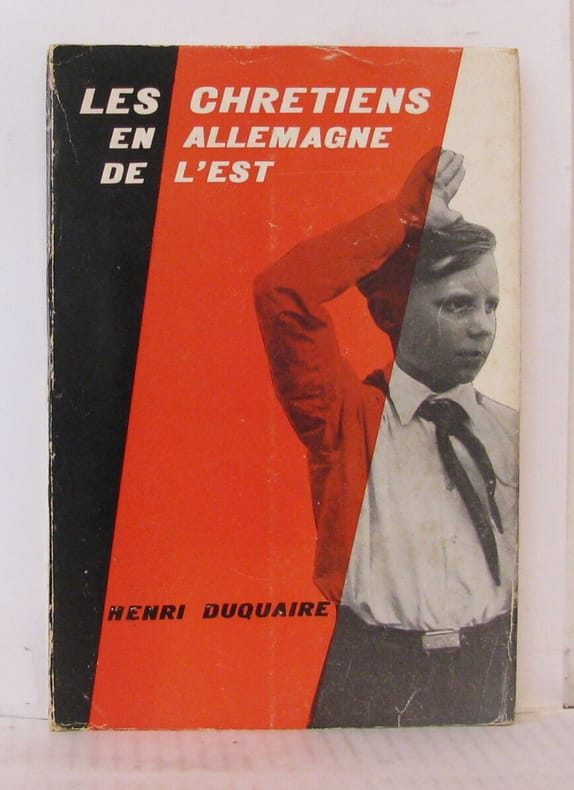 LES CHRETIENS
EN ALLEMAGNE
DE L'EST
HENRI DUQUAIRE